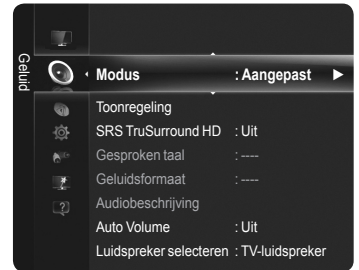 Geluid
Modus : Aangepast ►
Toonregeling
SRS TruSurround HD : Uit
Gesproken taal : ----
Geluidsformaat : ----
Audiobeschrijving
Auto Volume : Uit
Luidspreker selecteren : TV-luidspreker